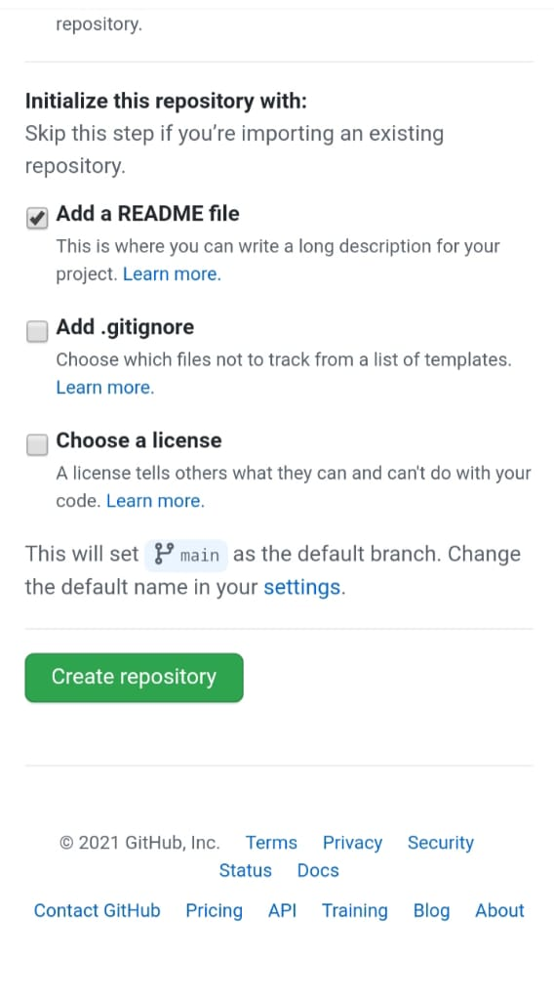 repository.
Initialize this repository with:
Skip this step if you're importing an existing
repository.
Add a README file
This is where you can write a long description for your
project. Learn more.
Add .gitignore
Choose which files not to track from a list of templates.
Learn more.
Choose a license
A license tells others what they can and can't do with your
code. Learn more.
This will set main as the default branch. Change
the default name in your settings.
Create repository
© 2021 GitHub, Inc. Terms Privacy Security
Status Docs
Contact GitHub Pricing API Training Blog About